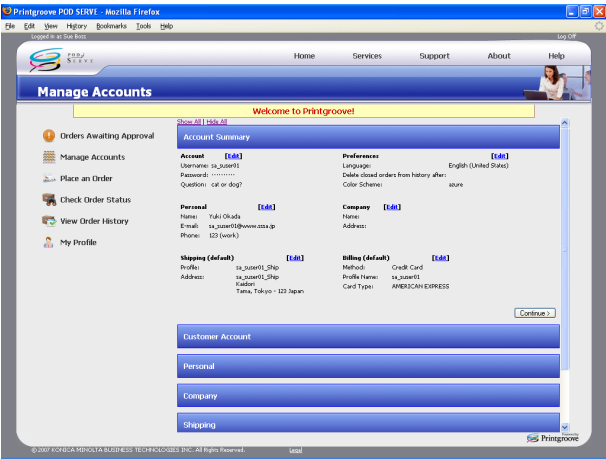 Printgroove POD SERVE - Mozilla Firefox
File Edit View History Bookmarks Tools Help
Logged in as Sue Boss Log Off
POD SERVE
Home Services Support About Help
Manage Accounts
Welcome to Printgroove!
Show All | Hide All
Orders Awaiting Approval
Manage Accounts
Place an Order
Check Order Status
View Order History
My Profile
Account Summary
Account [Edit]
Username: sa_suser01
Password: ··········
Question: cat or dog?
Preferences [Edit]
Language: English (United States)
Delete closed orders from history after:
Color Scheme: azure
Personal [Edit]
Name: Yuki Okada
E-mail: sa_suser01@www.sssa.jp
Phone: 123 (work)
Company [Edit]
Name:
Address:
Shipping (default) [Edit]
Profile: sa_suser01_Ship
Address: sa_suser01_Ship
Kaidori
Tama, Tokyo - 123 Japan
Billing (default) [Edit]
Method: Credit Card
Profile Name: sa_suser01
Card Type: AMERICAN EXPRESS
Continue >
Customer Account
Personal
Company
Shipping
Powered by
Printgroove
© 2007 KONICA MINOLTA BUSINESS TECHNOLOGIES INC. All Rights Reserved. Legal